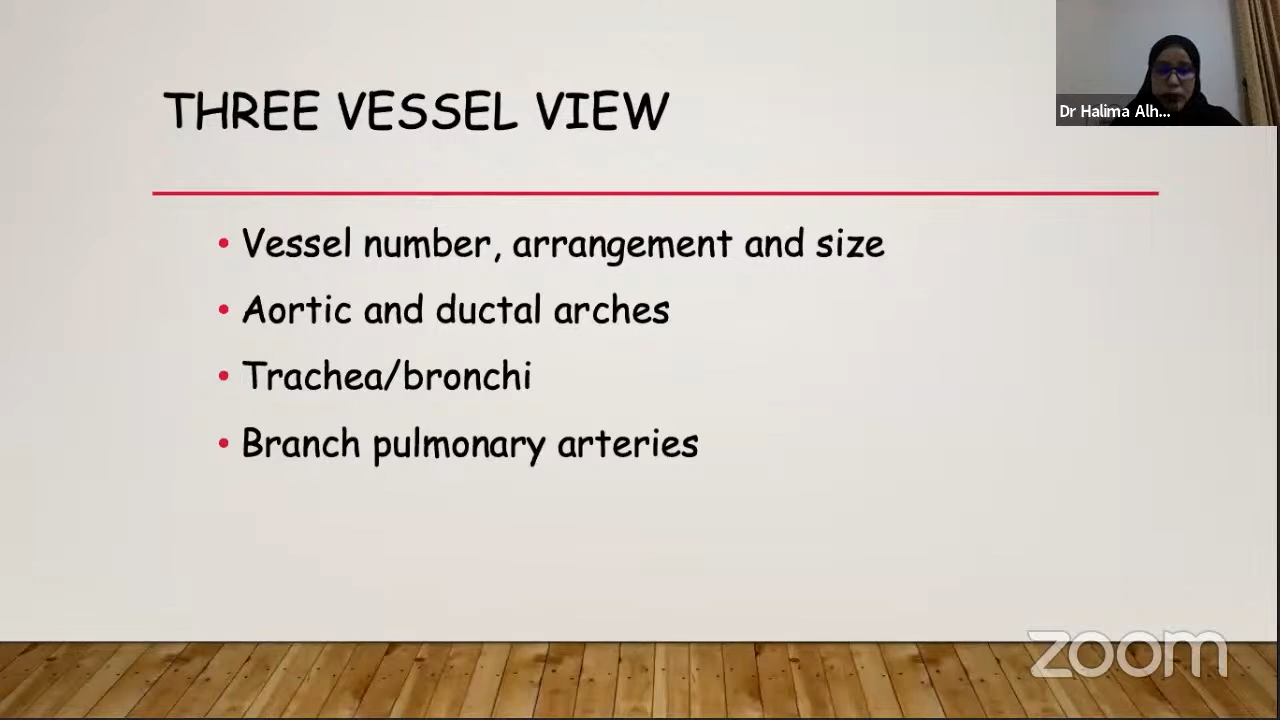 THREE VESSEL VIEW
Dr Halima Alh...
• Vessel number, arrangement and size
• Aortic and ductal arches
• Trachea/bronchi
• Branch pulmonary arteries
zoom